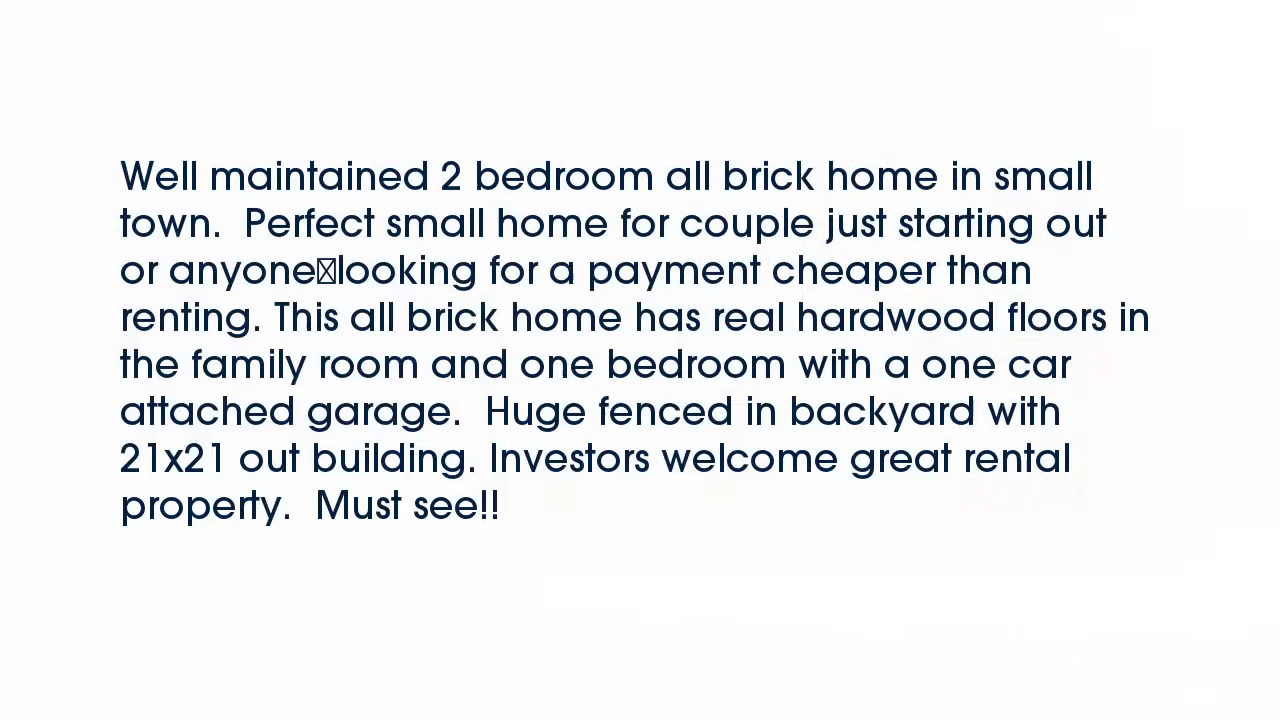 Well maintained 2 bedroom all brick home in small
town.  Perfect small home for couple just starting out
or anyone〿looking for a payment cheaper than
renting. This all brick home has real hardwood floors in
the family room and one bedroom with a one car
attached garage.  Huge fenced in backyard with
21x21 out building. Investors welcome great rental
property.  Must see!!